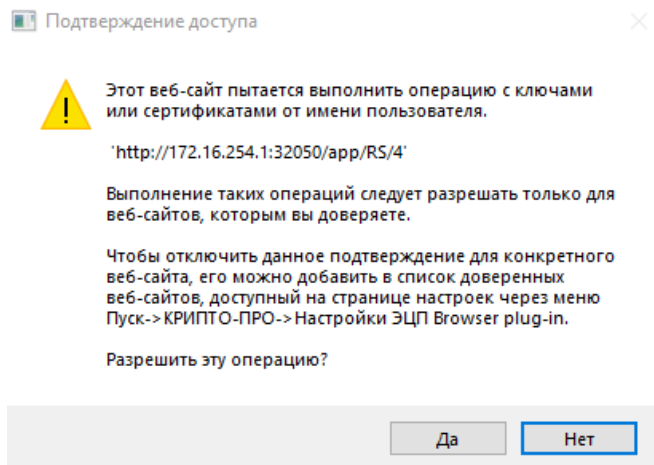 Подтверждение доступа
Этот веб-сайт пытается выполнить операцию с ключами
или сертификатами от имени пользователя.
'http://172.16.254.1:32050/app/RS/4'
Выполнение таких операций следует разрешать только для
веб-сайтов, которым вы доверяете.
Чтобы отключить данное подтверждение для конкретного
веб-сайта, его можно добавить в список доверенных
веб-сайтов, доступный на странице настроек через меню
Пуск->КРИПТО-ПРО->Настройки ЭЦП Browser plug-in.
Разрешить эту операцию?
Да
Нет